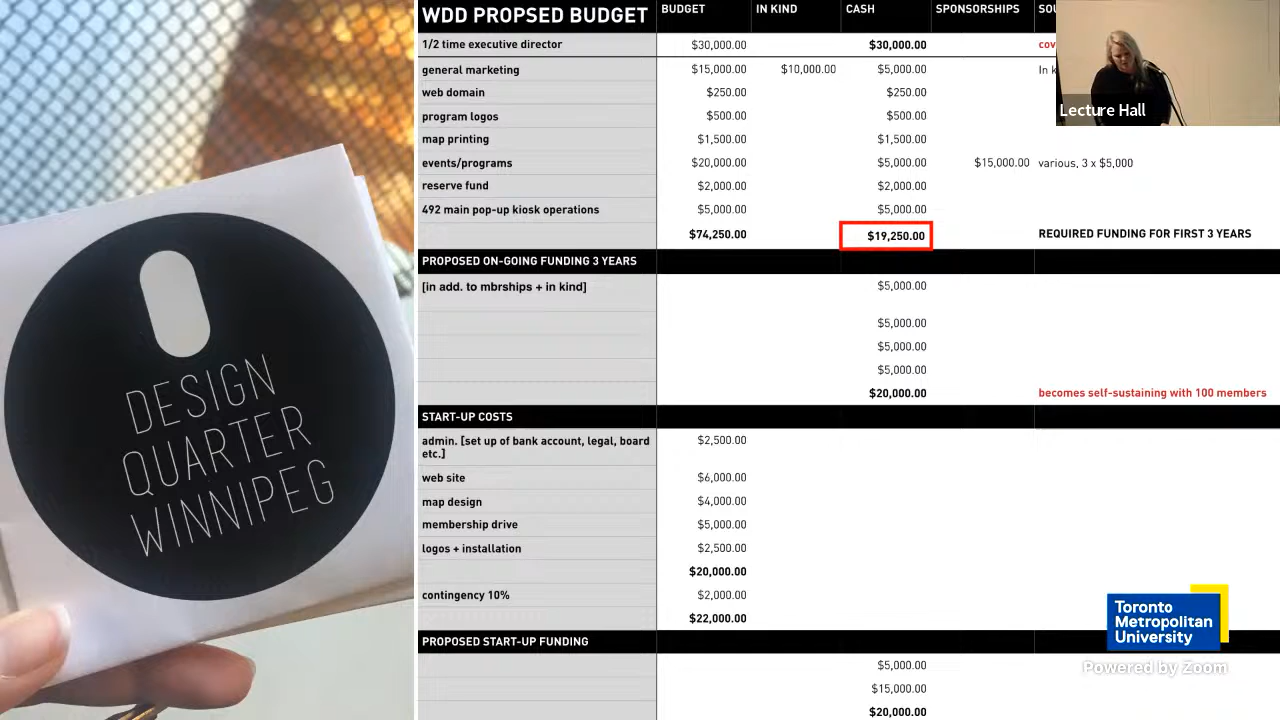 DESIGN
QUARTER
WINNIPEG
WDD PROPSED BUDGET BUDGET IN KIND CASH SPONSORSHIPS
1/2 time executive director $30,000.00 $30,000.00
general marketing $15,000.00 $10,000.00 $5,000.00 In
web domain $250.00 $250.00
program logos $500.00 $500.00
map printing $1,500.00 $1,500.00
events/programs $20,000.00 $5,000.00 $15,000.00 various, 3 x $5,000
reserve fund $2,000.00 $2,000.00
492 main pop-up kiosk operations $5,000.00 $5,000.00
$74,250.00 $19,250.00 REQUIRED FUNDING FOR FIRST 3 YEARS
PROPOSED ON-GOING FUNDING 3 YEARS
[in add. to mbrships + in kind] $5,000.00
$5,000.00
$5,000.00
$5,000.00
$20,000.00 becomes self-sustaining with 100 members
START-UP COSTS
admin. [set up of bank account, legal, board $2,500.00
etc.]
web site $6,000.00
map design $4,000.00
membership drive $5,000.00
logos + installation $2,500.00
$20,000.00
contingency 10% $2,000.00
$22,000.00
PROPOSED START-UP FUNDING
$5,000.00
$15,000.00
$20,000.00
Lecture Hall
Toronto
Metropolitan
University
Powered by Zoom